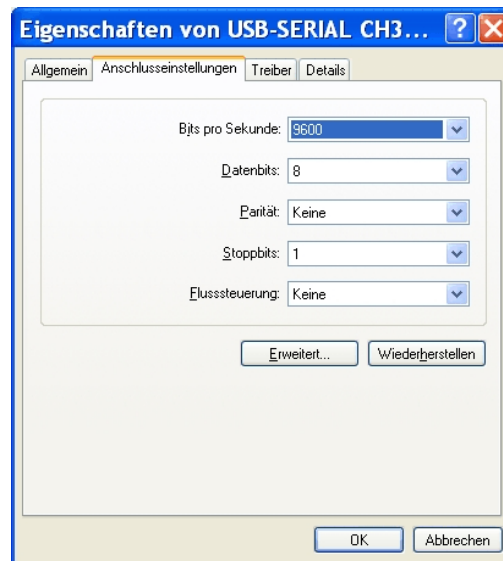 Eigenschaften von USB-SERIAL CH3...
Allgemein Anschlusseinstellungen Treiber Details
Bits pro Sekunde: 9600
Datenbits: 8
Parität: Keine
Stoppbits: 1
Flusssteuerung: Keine
Erweitert... Wiederherstellen
OK Abbrechen